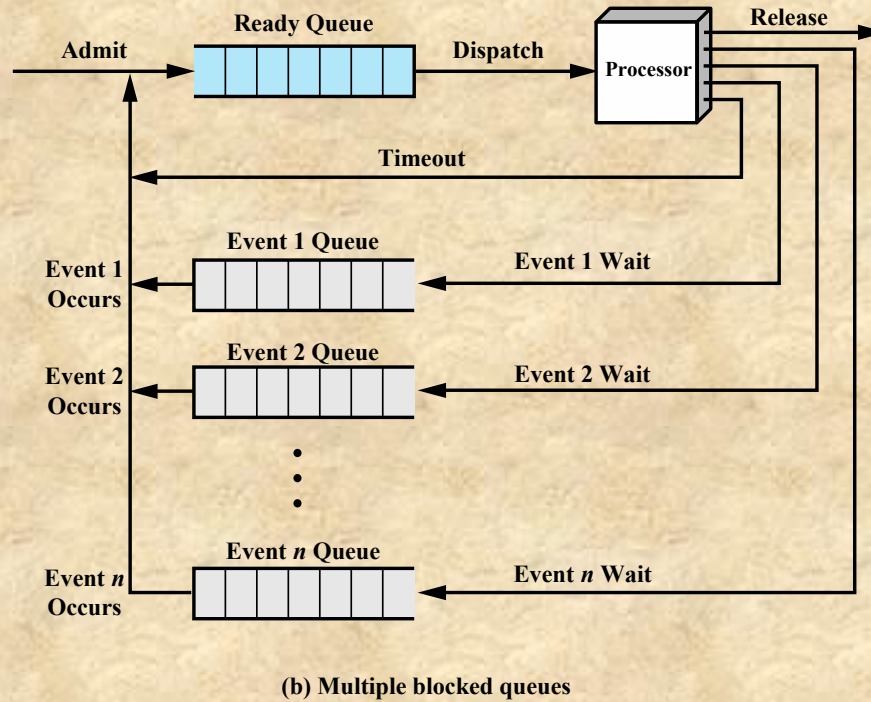 Release
Ready Queue
Admit
Dispatch
Processor
Timeout
Event 1 Queue
Event 1 Wait
Event 1
Occurs
Event 2 Queue
Event 2 Wait
Event 2
Occurs
Event n Queue
Event n Wait
Event n
Occurs
(b) Multiple blocked queues